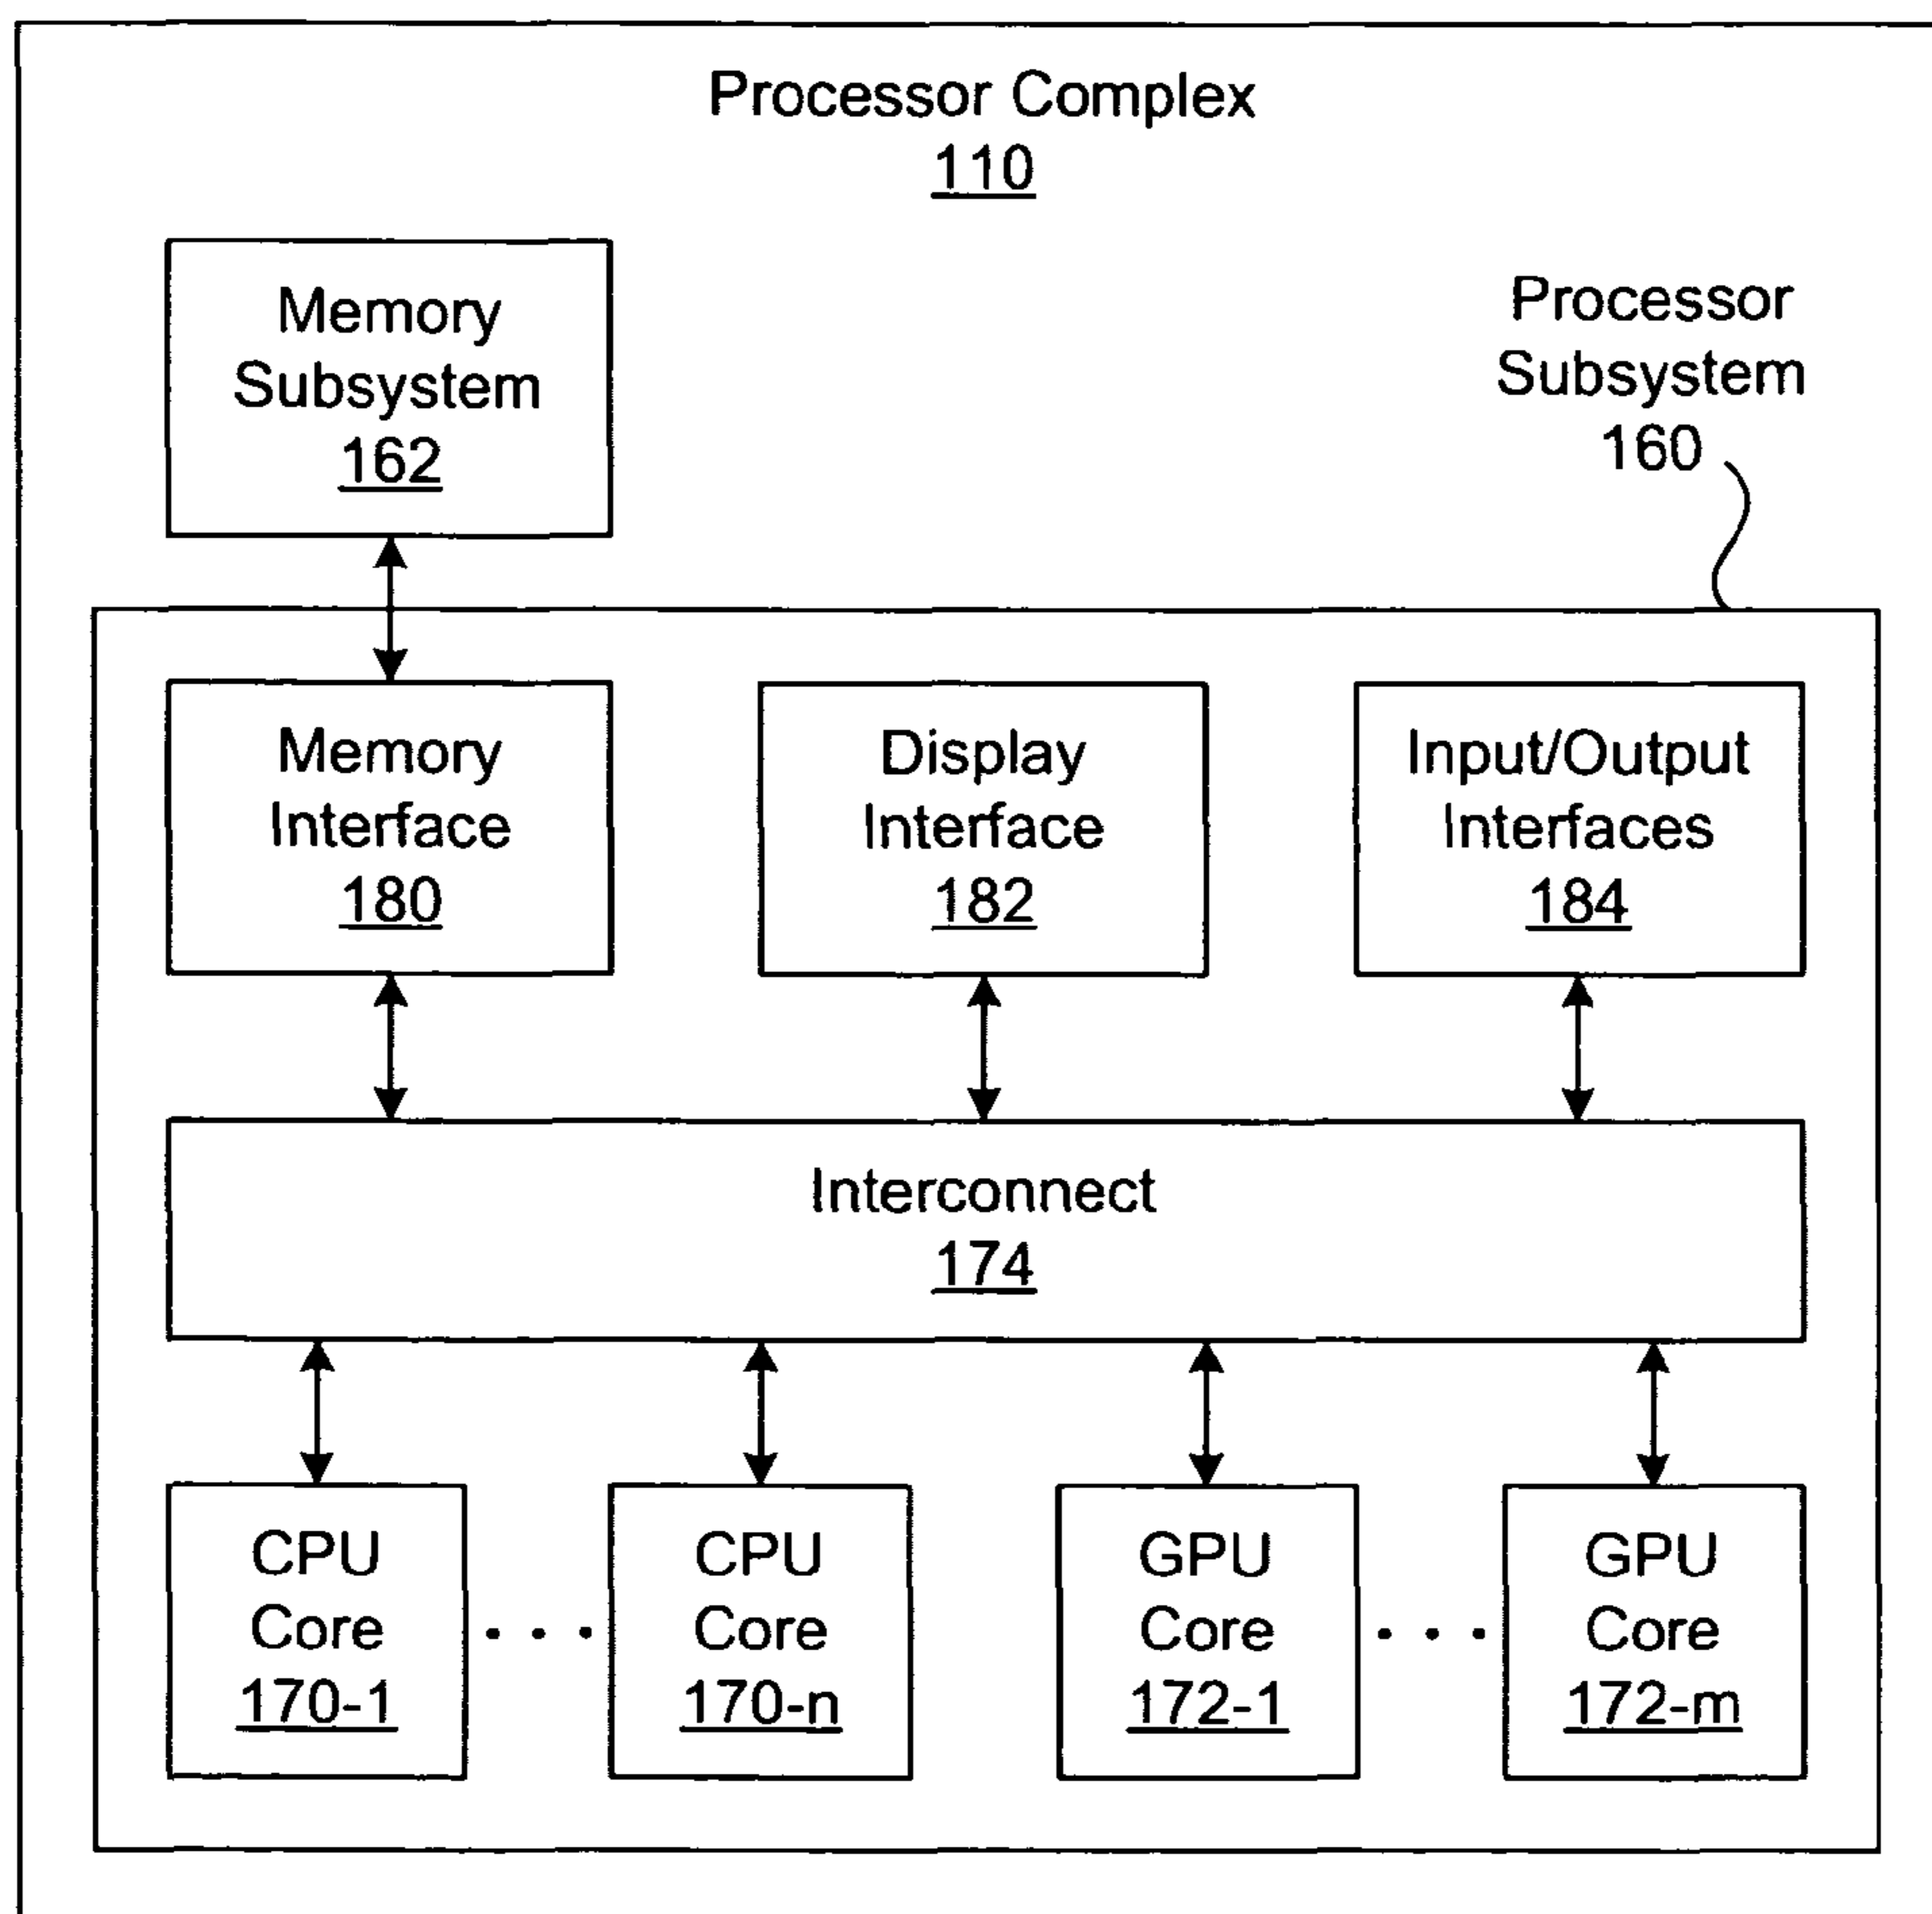 Processor Complex
110
Memory
Subsystem
162
Processor
Subsystem
160
Memory
Interface
180
Display
Interface
182
Input/Output
Interfaces
184
Interconnect
174
CPU
Core
170-1
CPU
Core
170-n
GPU
Core
172-1
GPU
Core
172-m